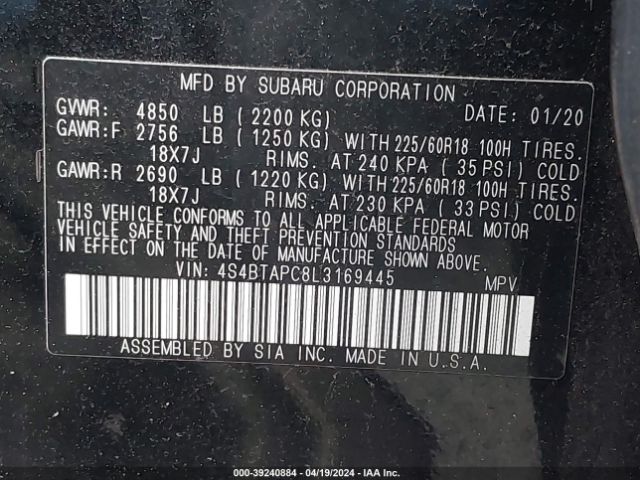 MFD BY SUBARU CORPORATION
GVWR: 4850 LB ( 2200 KG) DATE: 01/20
GAWR:F 2756 LB ( 1250 KG) WITH 225/60R18 100H TIRES.
18X7J RIMS. AT 240 KPA ( 35 PSI) COLD
GAWR:R 2690 LB ( 1220 KG) WITH 225/60R18 100H TIRES.
18X7J RIMS. AT 230 KPA ( 33 PSI) COLD
THIS VEHICLE CONFORMS TO ALL APPLICABLE FEDERAL MOTOR
VEHICLE SAFETY AND THEFT PREVENTION STANDARDS
IN EFFECT ON THE DATE OF MANUFACTURE SHOWN ABOVE.
VIN: 4S4BTAPC8L3169445 MPV
ASSEMBLED BY SIA INC. MADE IN U.S.A.
000-39240884 / 04/19/2024 - IAA Inc.